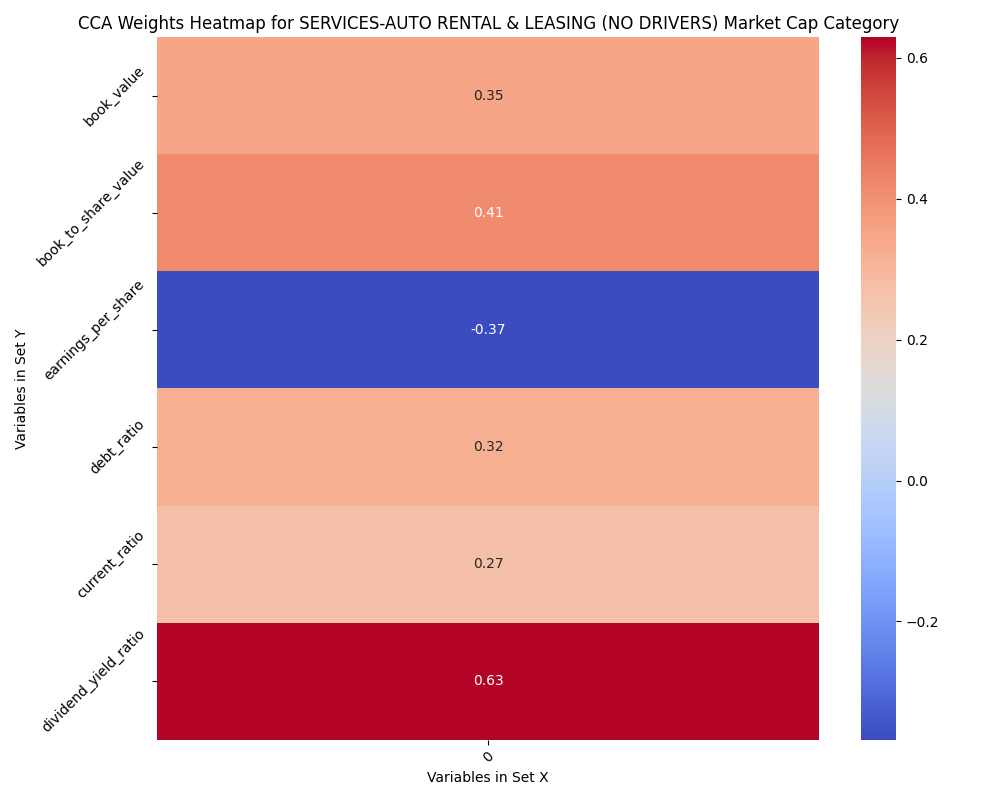 CCA Weights Heatmap for SERVICES-AUTO RENTAL & LEASING (NO DRIVERS) Market Cap Category
Variables in Set Y
book_value
0.35
book_to_share_value
0.41
earnings_per_share
-0.37
debt_ratio
0.32
current_ratio
0.27
dividend_yield_ratio
0.63
0
Variables in Set X
0.6
0.4
0.2
0.0
−0.2